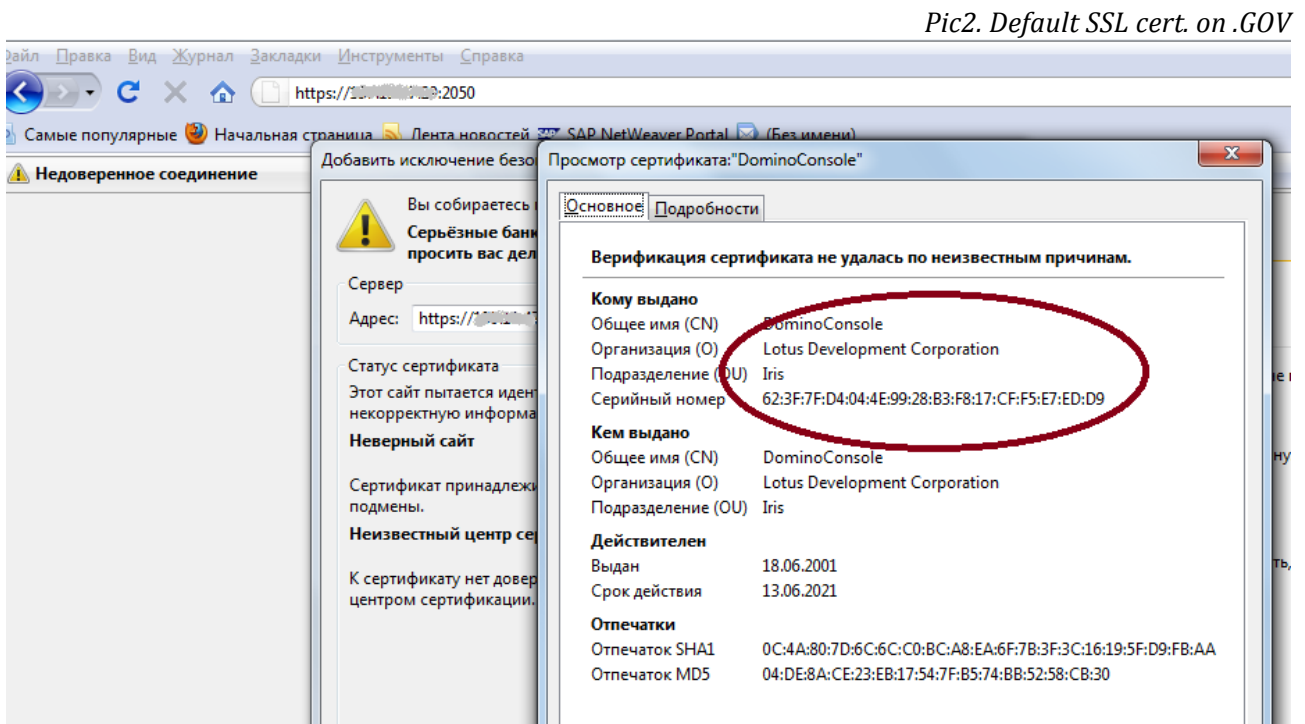 Pic2. Default SSL cert. on .GOV
Файл Правка Вид Журнал Закладки Инструменты Справка
https:// :2050
Самые популярные Начальная страница Лента новостей SAP NetWeaver Portal (Без имени)
Недоверенное соединение
Добавить исключение безо
Вы собираетесь
Серьёзные банк
просить вас дел
Сервер
Адрес: https://
Статус сертификата
Этот сайт пытается иден
некорректную информа
Неверный сайт
Сертификат принадлежи
подмены.
Неизвестный центр сер
К сертификату нет довер
центром сертификации.
Просмотр сертификата:"DominoConsole"
Основное Подробности
Верификация сертификата не удалась по неизвестным причинам.
Кому выдано
Общее имя (CN) DominoConsole
Организация (O) Lotus Development Corporation
Подразделение (OU) Iris
Серийный номер 62:3F:7F:D4:04:4E:99:28:B3:F8:17:CF:F5:E7:ED:D9
Кем выдано
Общее имя (CN) DominoConsole
Организация (O) Lotus Development Corporation
Подразделение (OU) Iris
Действителен
Выдан 18.06.2001
Срок действия 13.06.2021
Отпечатки
Отпечаток SHA1 0C:4A:80:7D:6C:6C:C0:BC:A8:EA:6F:7B:3F:3C:16:19:5F:D9:FB:AA
Отпечаток MD5 04:DE:8A:CE:23:EB:17:54:7F:B5:74:BB:52:58:CB:30